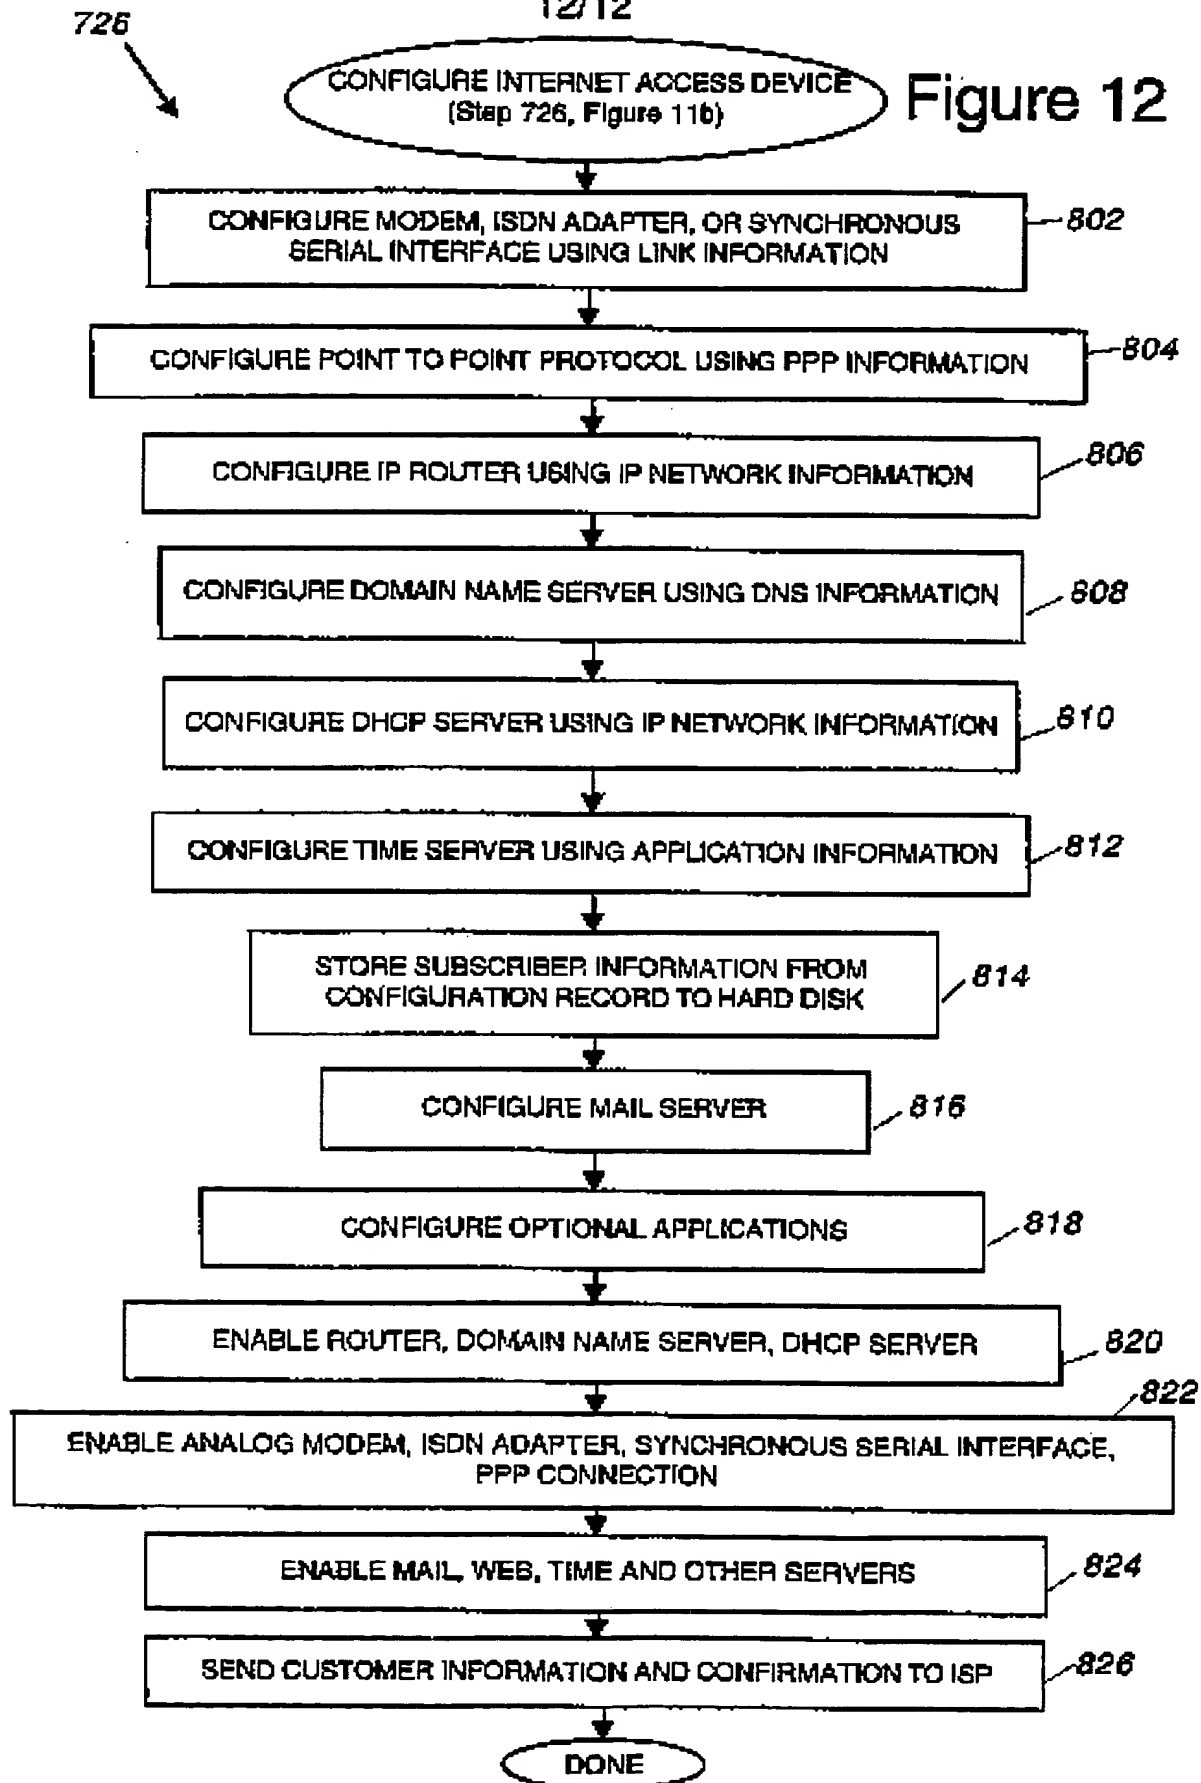 12/12
726
CONFIGURE INTERNET ACCESS DEVICE
(Step 726, Figure 11b)
Figure 12
CONFIGURE MODEM, ISDN ADAPTER, OR SYNCHRONOUS
SERIAL INTERFACE USING LINK INFORMATION
802
CONFIGURE POINT TO POINT PROTOCOL USING PPP INFORMATION
804
CONFIGURE IP ROUTER USING IP NETWORK INFORMATION
806
CONFIGURE DOMAIN NAME SERVER USING DNS INFORMATION
808
CONFIGURE DHCP SERVER USING IP NETWORK INFORMATION
810
CONFIGURE TIME SERVER USING APPLICATION INFORMATION
812
STORE SUBSCRIBER INFORMATION FROM
CONFIGURATION RECORD TO HARD DISK
814
CONFIGURE MAIL SERVER
816
CONFIGURE OPTIONAL APPLICATIONS
818
ENABLE ROUTER, DOMAIN NAME SERVER, DHCP SERVER
820
822
ENABLE ANALOG MODEM, ISDN ADAPTER, SYNCHRONOUS SERIAL INTERFACE,
PPP CONNECTION
ENABLE MAIL, WEB, TIME AND OTHER SERVERS
824
SEND CUSTOMER INFORMATION AND CONFIRMATION TO ISP
826
DONE